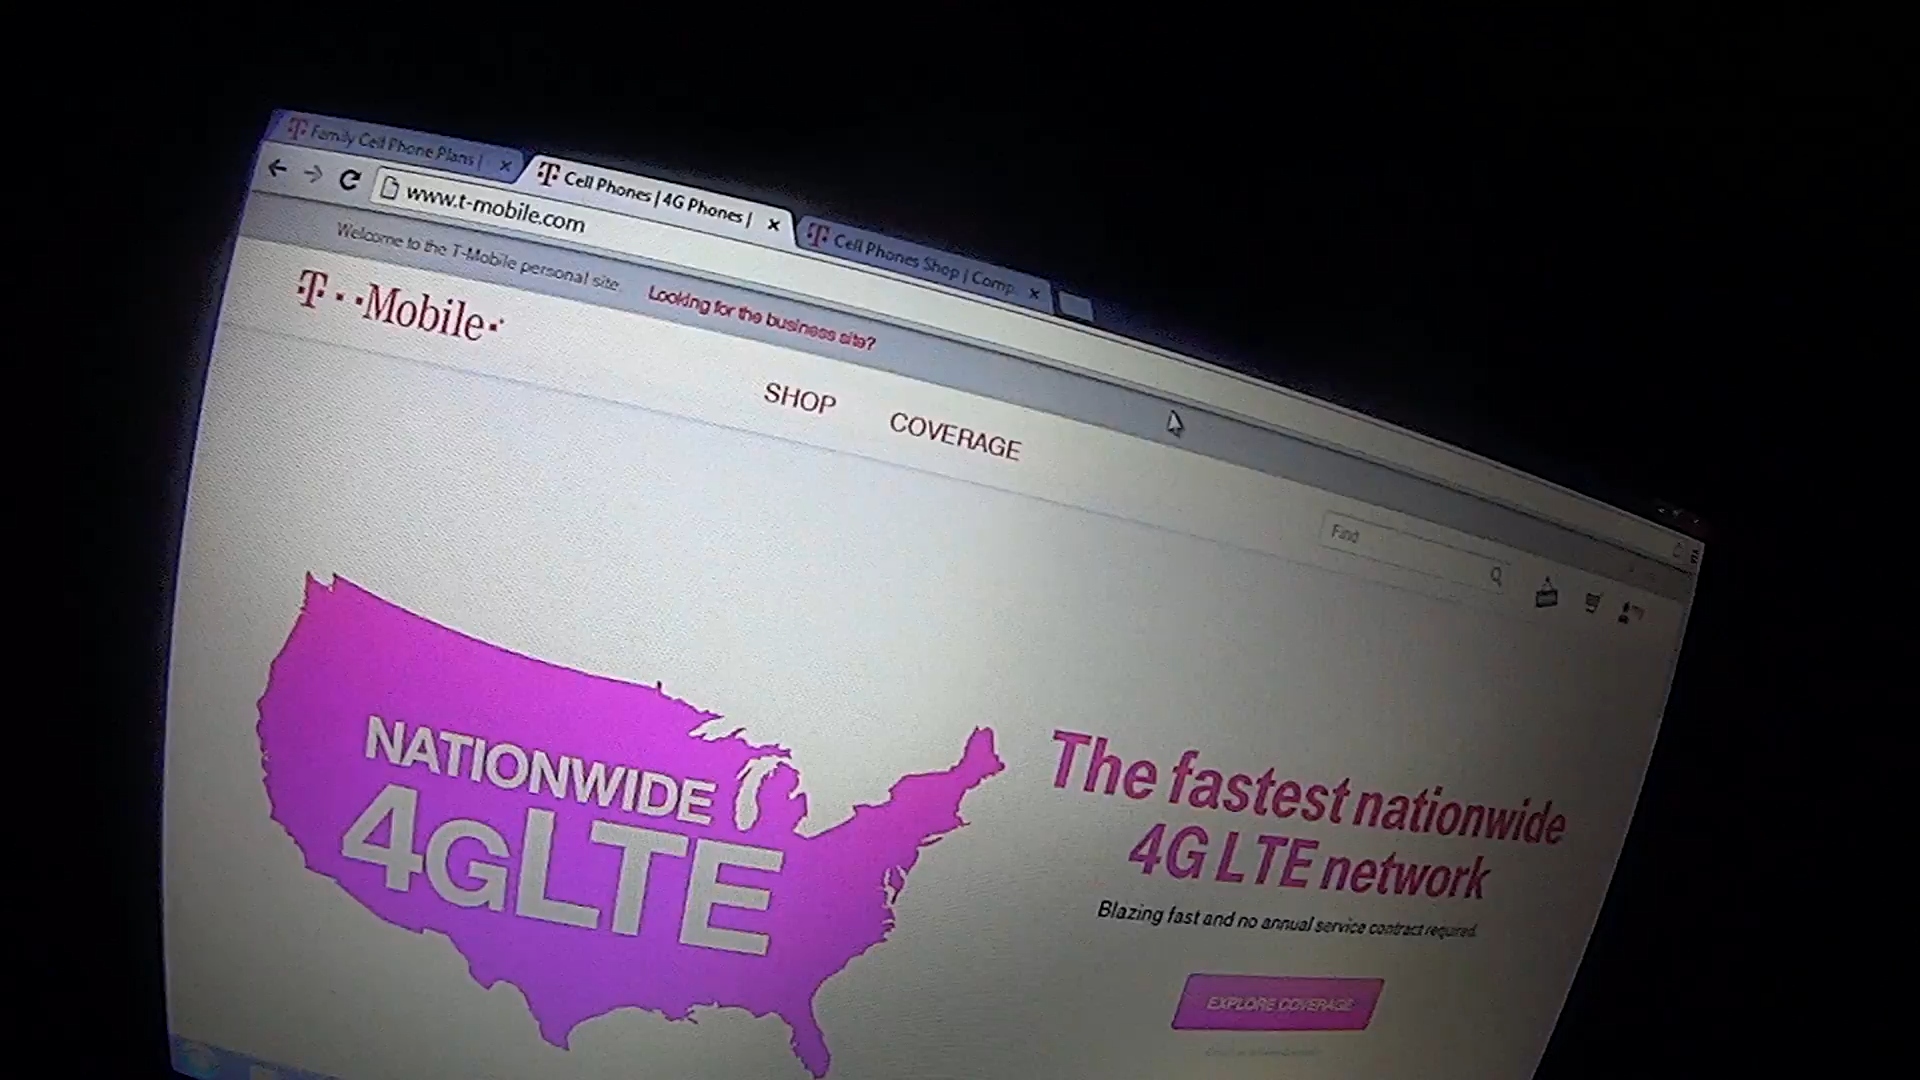 Family Cell Phone Plans |
Cell Phones | 4G Phones |
Cell Phones Shop | Comp
www.t-mobile.com
Welcome to the T-Mobile personal site.
Looking for the business site?
T··Mobile·
SHOP
COVERAGE
Find
NATIONWIDE
4GLTE
The fastest nationwide
4G LTE network
Blazing fast and no annual service contract required.
EXPLORE COVERAGE